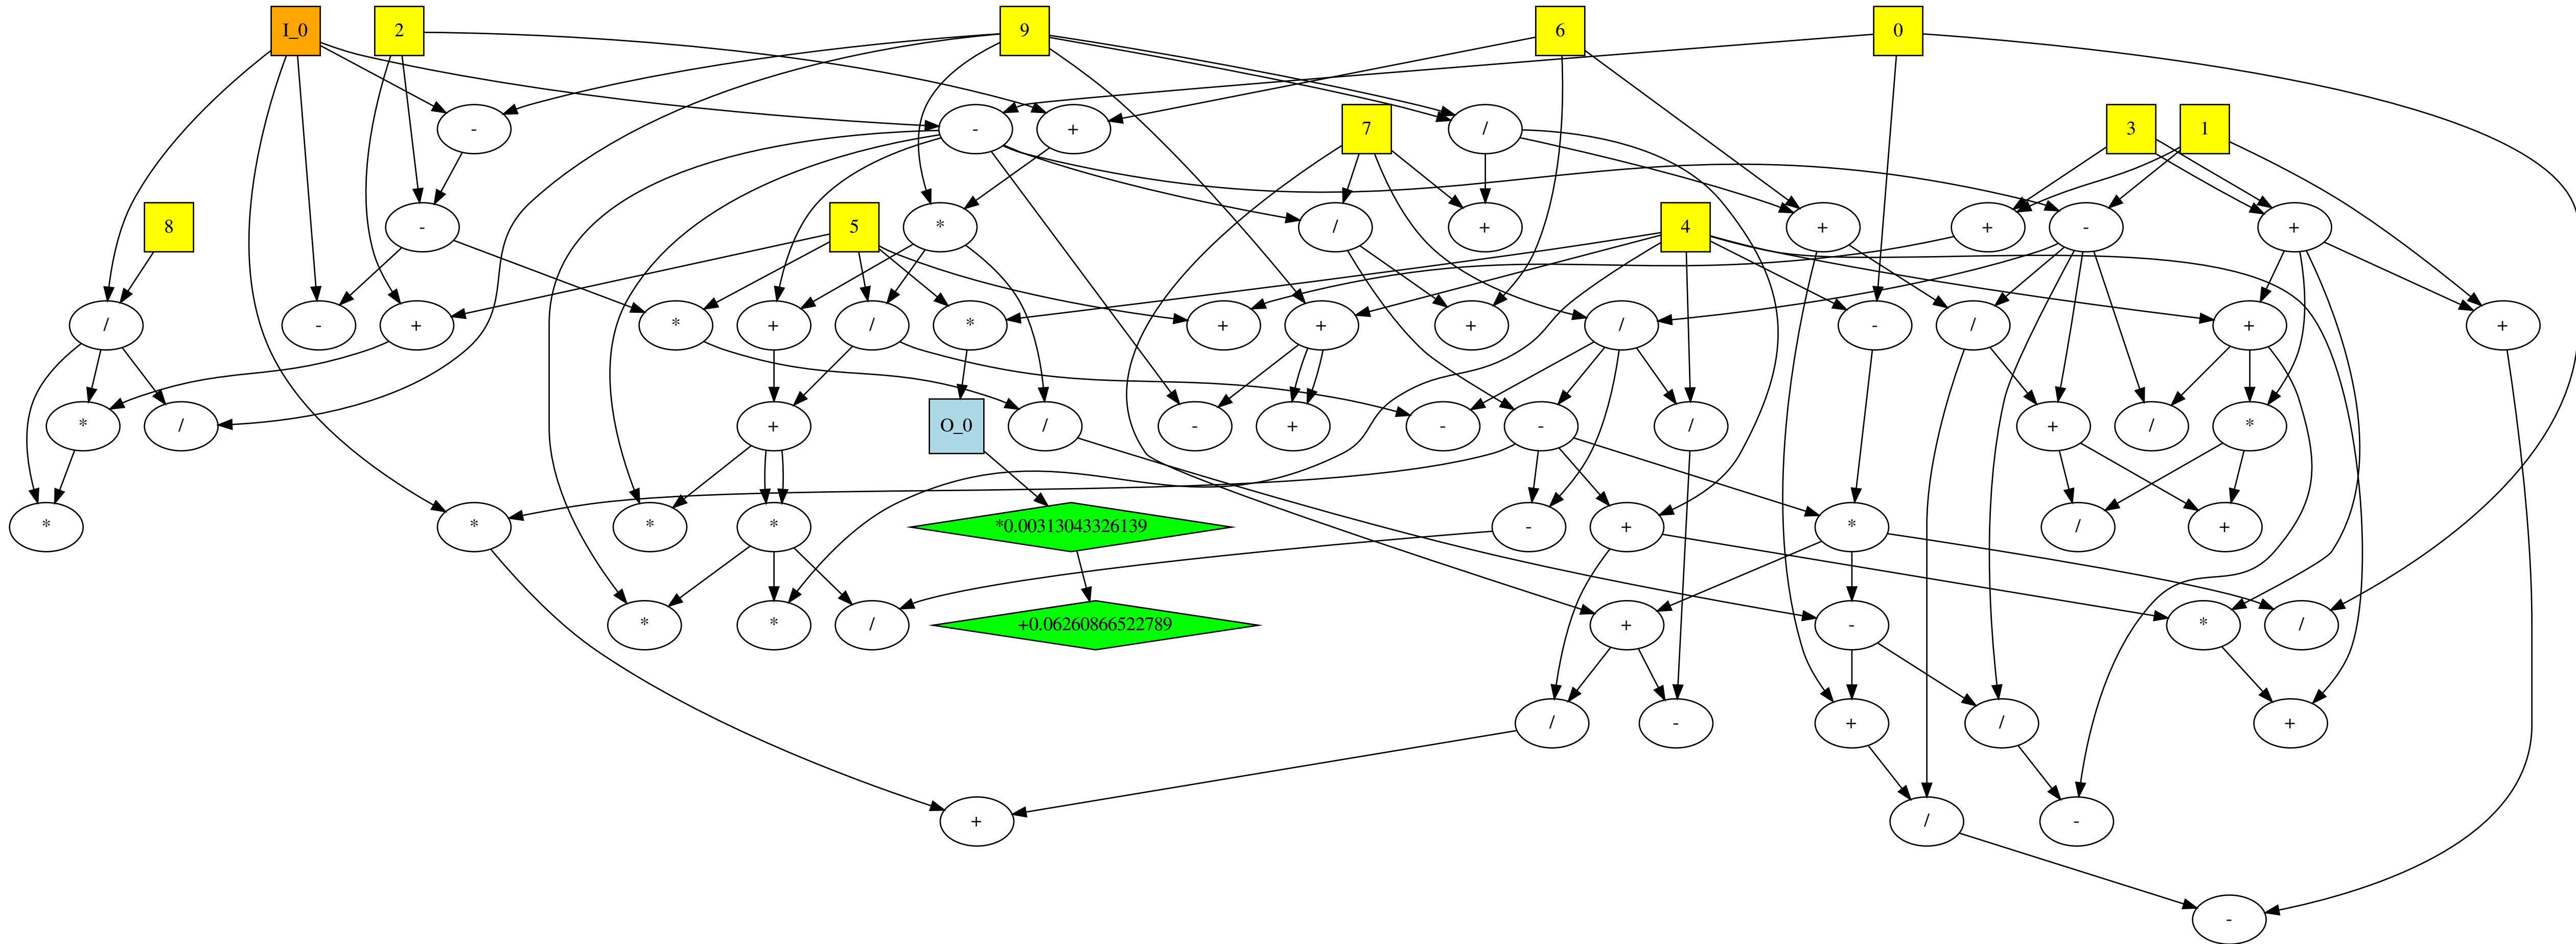 I_0 2 9 6 0
- - + 7 / 3 1
8 - 5 * / + 4 + + - +
/ - + * + / * + + + / - / + +
* / O_0 / - + - - / + / *
* * * * *0.00313043326139 - + * / +
* * / +0.06260866522789 + - * /
/ - + / +
+ / -
-